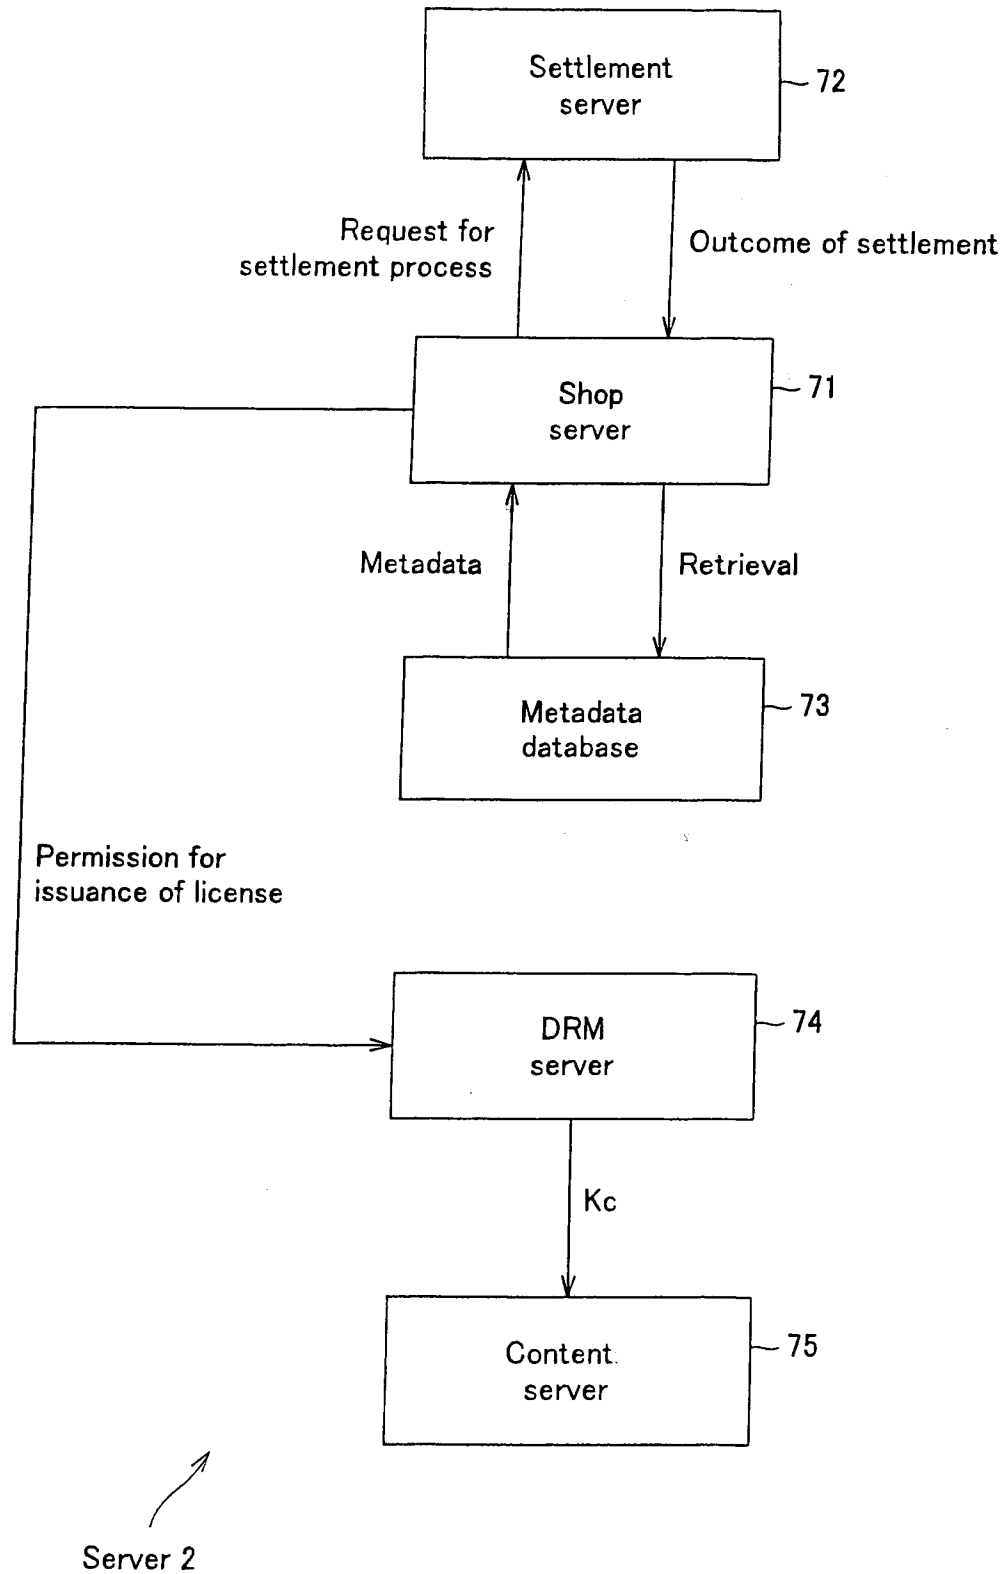 Settlement
server
72
Request for
settlement process
Outcome of settlement
Shop
server
71
Metadata
Retrieval
Metadata
database
73
Permission for
issuance of license
DRM
server
74
Kc
Content
server
75
Server 2